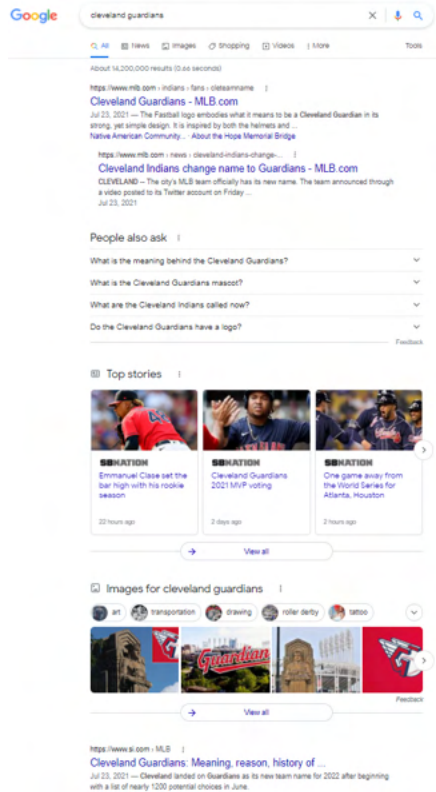 Google
cleveland guardians
All News Images Shopping Videos More Tools
About 14,200,000 results (0.66 seconds)
https://www.mlb.com › indians › fans › cleteamname
Cleveland Guardians - MLB.com
Jul 23, 2021 — The Fastball logo embodies what it means to be a Cleveland Guardian in its
strong, yet simple design. It is inspired by both the helmets and ...
Native American Community... · About the Hope Memorial Bridge
https://www.mlb.com › news › cleveland-indians-change-...
Cleveland Indians change name to Guardians - MLB.com
CLEVELAND -- The city's MLB team officially has its new name. The team announced through
a video posted to its Twitter account on Friday ...
Jul 23, 2021
People also ask
What is the meaning behind the Cleveland Guardians?
What is the Cleveland Guardians mascot?
What are the Cleveland Indians called now?
Do the Cleveland Guardians have a logo?
Feedback
Top stories
SBNATION
Emmanuel Clase set the
bar high with his rookie
season
22 hours ago
SBNATION
Cleveland Guardians
2021 MVP voting
2 days ago
SBNATION
One game away from
the World Series for
Atlanta, Houston
2 hours ago
View all
Images for cleveland guardians
art transportation drawing roller derby tattoo
Guardian
Feedback
View all
https://www.si.com › MLB
Cleveland Guardians: Meaning, reason, history of ...
Jul 23, 2021 — Cleveland landed on Guardians as its new team name for 2022 after beginning
with a list of nearly 1200 potential choices in June.